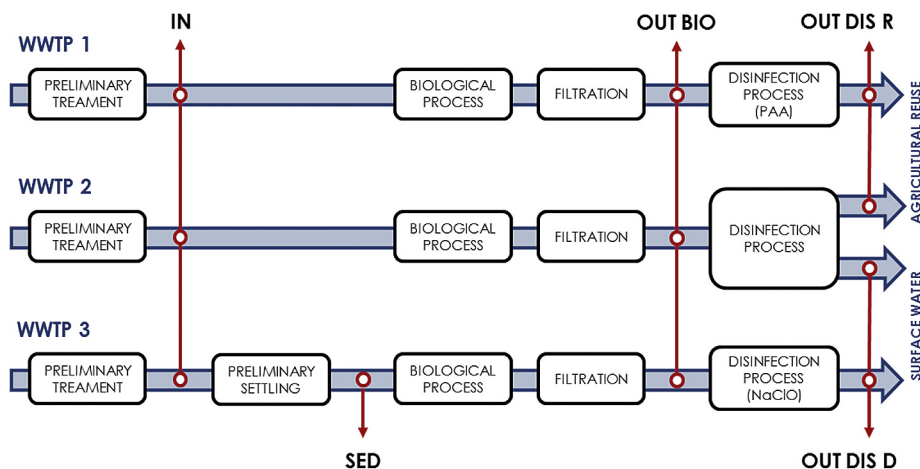 IN
OUT BIO
OUT DIS R
WWTP 1
PRELIMINARY
TREAMENT
BIOLOGICAL
PROCESS
FILTRATION
DISINFECTION
PROCESS
(PAA)
AGRICULTURAL REUSE
WWTP 2
PRELIMINARY
TREAMENT
BIOLOGICAL
PROCESS
FILTRATION
DISINFECTION
PROCESS
SURFACE WATER
WWTP 3
PRELIMINARY
TREAMENT
PRELIMINARY
SETTLING
BIOLOGICAL
PROCESS
FILTRATION
DISINFECTION
PROCESS
(NaClO)
SED
OUT DIS D